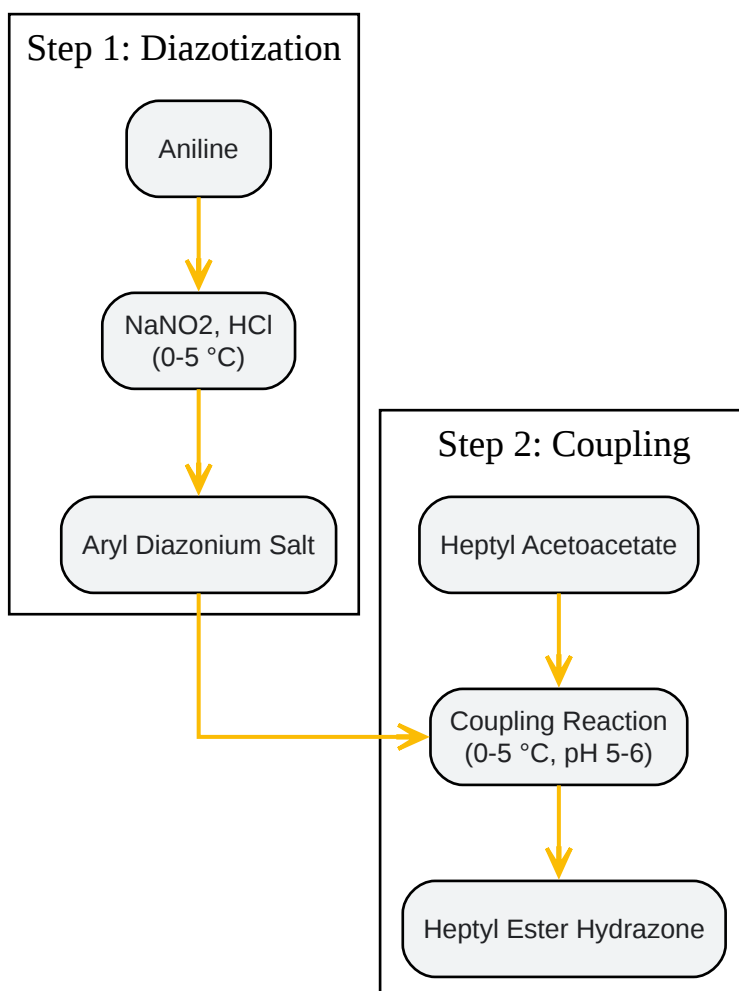 Step 1: Diazotization
Aniline
NaNO2, HCl
(0-5 °C)
Aryl Diazonium Salt
Step 2: Coupling
Heptyl Acetoacetate
Coupling Reaction
(0-5 °C, pH 5-6)
Heptyl Ester Hydrazone